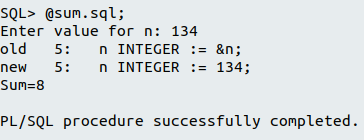 SQL> @sum.sql;
Enter value for n: 134
old   5:   n INTEGER := &n;
new   5:   n INTEGER := 134;
Sum=8
PL/SQL procedure successfully completed.